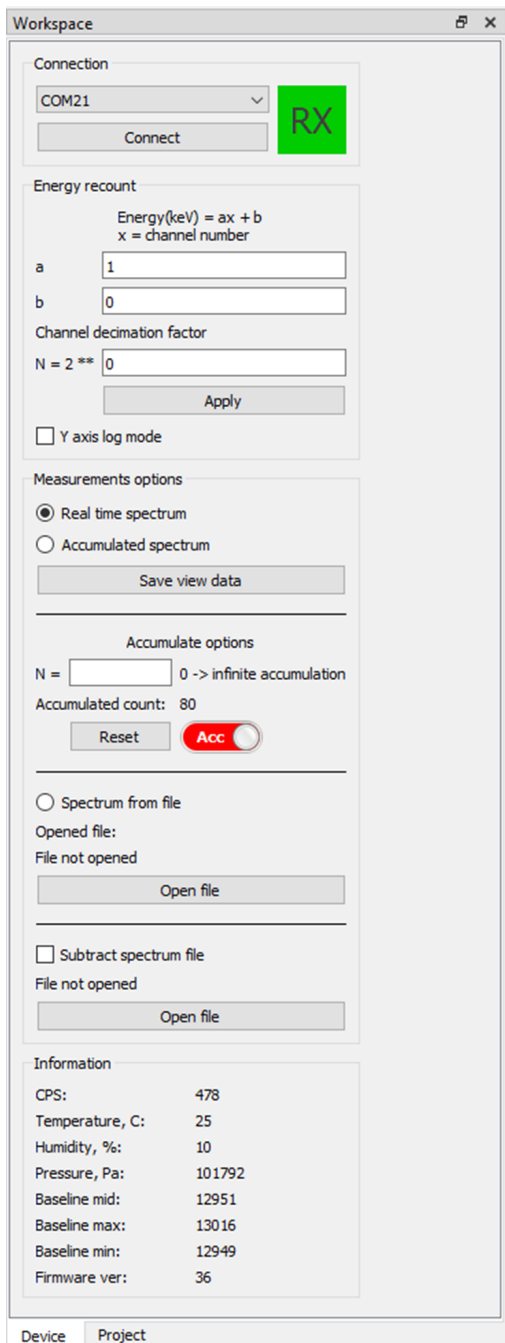 Workspace
Connection
COM21
RX
Connect
Energy recount
Energy(keV) = ax + b
x = channel number
a 1
b 0
Channel decimation factor
N = 2 ** 0
Apply
Y axis log mode
Measurements options
Real time spectrum
Accumulated spectrum
Save view data
Accumulate options
N = 0 -> infinite accumulation
Accumulated count: 80
Reset Acc
Spectrum from file
Opened file:
File not opened
Open file
Subtract spectrum file
File not opened
Open file
Information
CPS: 478
Temperature, C: 25
Humidity, %: 10
Pressure, Pa: 101792
Baseline mid: 12951
Baseline max: 13016
Baseline min: 12949
Firmware ver: 36
Device Project